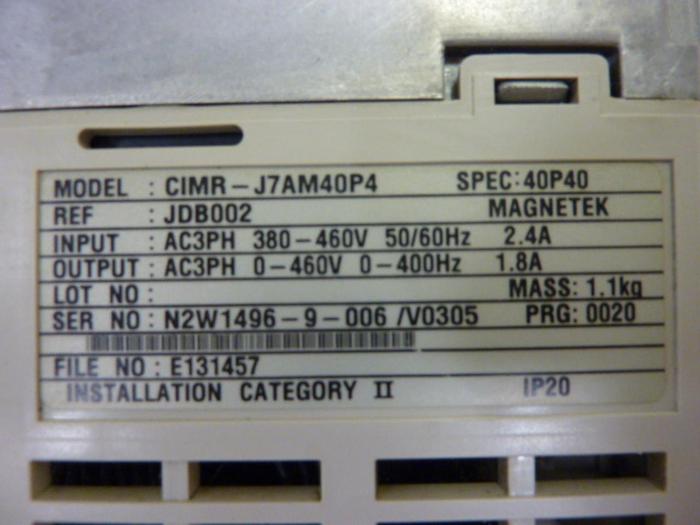 MODEL : CIMR-J7AM40P4 SPEC:40P40
REF : JDB002 MAGNETEK
INPUT : AC3PH 380-460V 50/60Hz 2.4A
OUTPUT : AC3PH 0-460V 0-400Hz 1.8A
LOT NO : MASS: 1.1kg
SER NO : N2W1496-9-006 /V0305 PRG: 0020
FILE NO : E131457
INSTALLATION CATEGORY II IP20